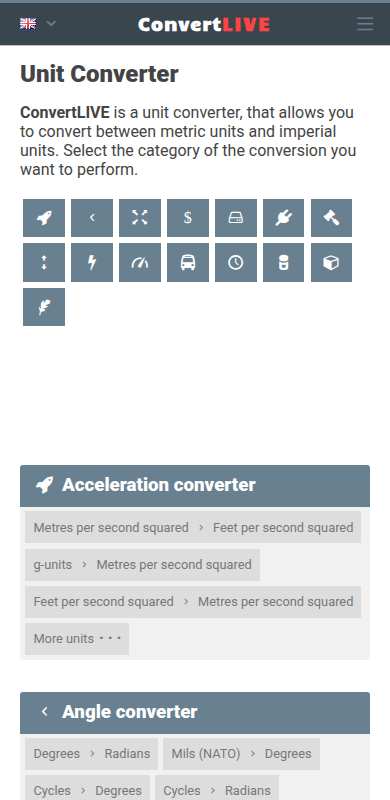 ConvertLIVE
Unit Converter
ConvertLIVE is a unit converter, that allows you
to convert between metric units and imperial
units. Select the category of the conversion you
want to perform.
$
Acceleration converter
Metres per second squared › Feet per second squared
g-units › Metres per second squared
Feet per second squared › Metres per second squared
More units • • •
Angle converter
Degrees › Radians Mils (NATO) › Degrees
Cycles › Degrees Cycles › Radians